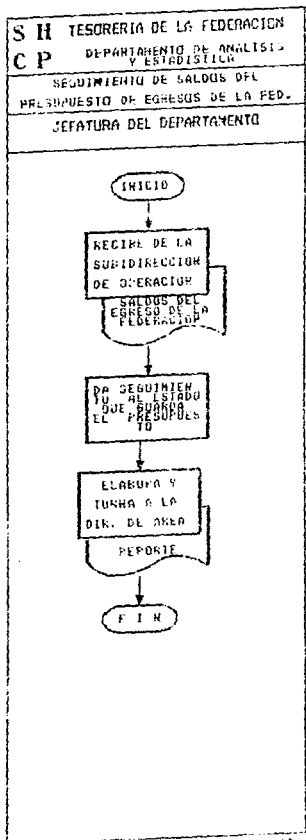 S H TESORERIA DE LA FEDERACION
C P DEPARTAMENTO DE ANALISIS
Y ESTADISTICA
SEGUIMIENTO DE SALDOS DEL
PRESUPUESTO DE EGRESOS DE LA FED.
JEFATURA DEL DEPARTAMENTO
INICIO
RECIBE DE LA
SUBIDIRECCION
DE OPERACION
SALDOS DEL
EGRESO DE LA
FEDERACION
DA SEGUIMIEN
TO AL ESTADO
QUE GUARDA
EL PRESUPUES
TO
ELABORA Y
TURNA A LA
DIR. DE AREA
REPORTE
F I N